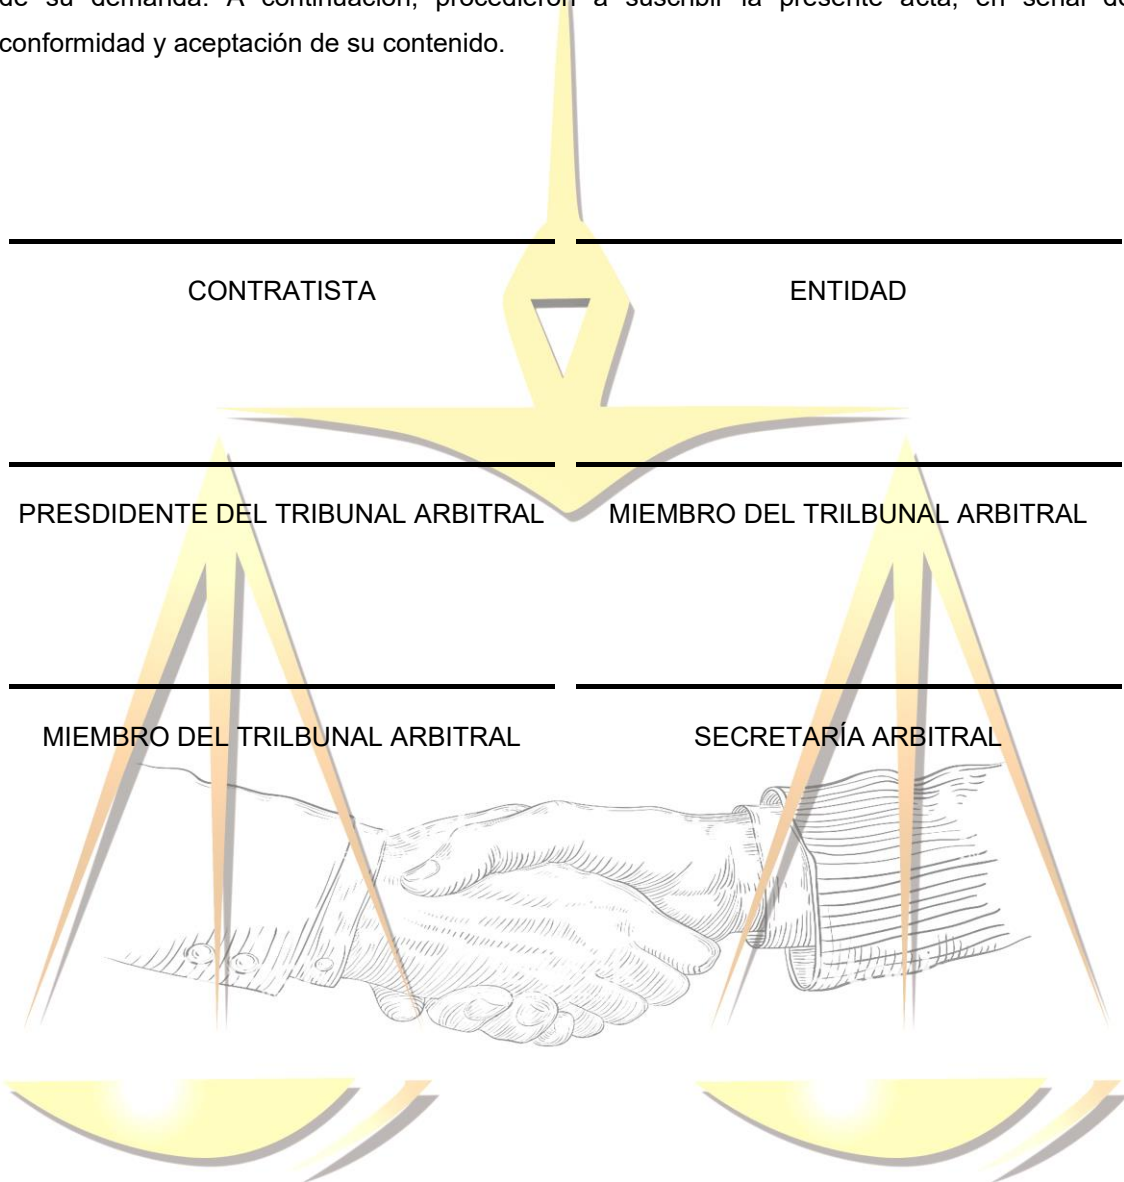 de su demanda. A continuación, procedieron a suscribir la presente acta, en señal de
conformidad y aceptación de su contenido.
CONTRATISTA
ENTIDAD
PRESDIDENTE DEL TRIBUNAL ARBITRAL
MIEMBRO DEL TRILBUNAL ARBITRAL
MIEMBRO DEL TRILBUNAL ARBITRAL
SECRETARÍA ARBITRAL